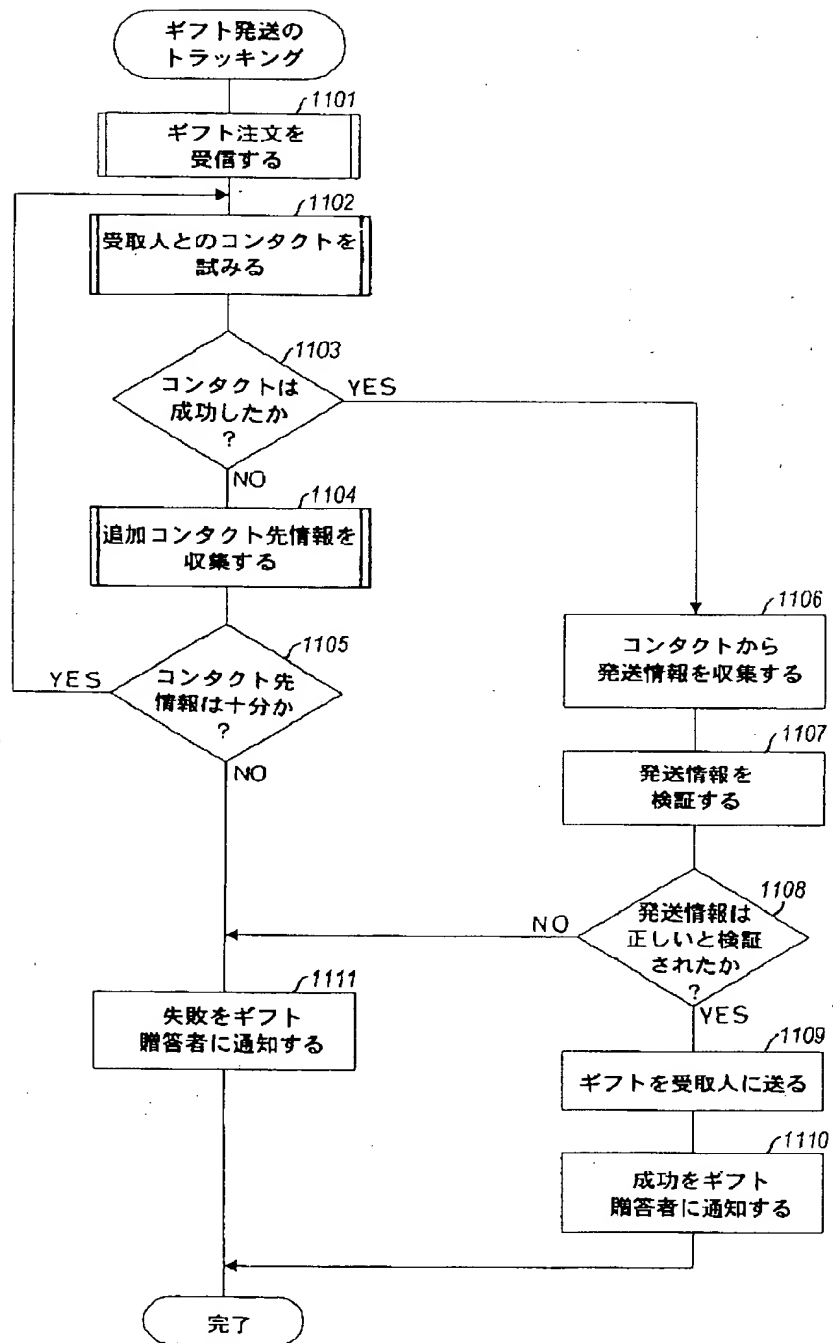 ギフト発送の
トラッキング
1101
ギフト注文を
受信する
1102
受取人とのコンタクトを
試みる
1103
コンタクトは
成功したか
?
YES
NO
1104
追加コンタクト先情報を
収集する
1105
コンタクト先
情報は十分か
?
YES
NO
1106
コンタクトから
発送情報を収集する
1107
発送情報を
検証する
1108
発送情報は
正しいと検証
されたか
?
NO
YES
1109
ギフトを受取人に送る
1110
成功をギフト
贈答者に通知する
1111
失敗をギフト
贈答者に通知する
完了